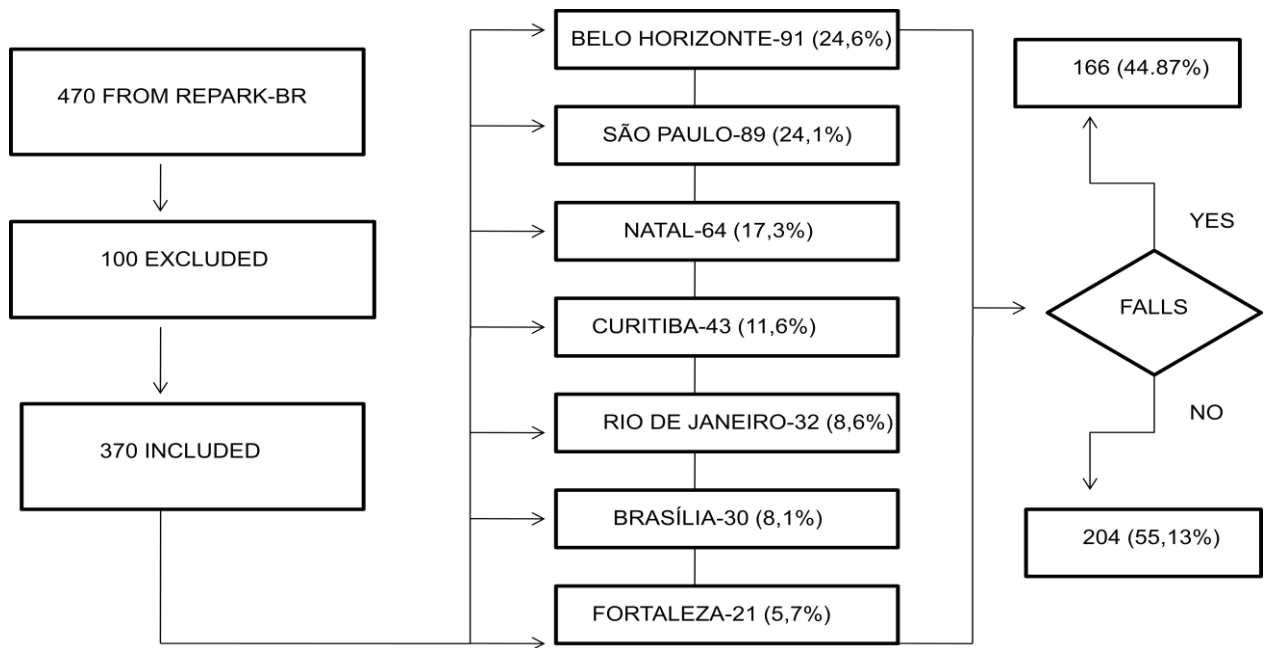 470 FROM REPARK-BR
100 EXCLUDED
370 INCLUDED
BELO HORIZONTE-91 (24,6%)
SÃO PAULO-89 (24,1%)
NATAL-64 (17,3%)
CURITIBA-43 (11,6%)
RIO DE JANEIRO-32 (8,6%)
BRASÍLIA-30 (8,1%)
FORTALEZA-21 (5,7%)
166 (44.87%)
YES
FALLS
NO
204 (55,13%)